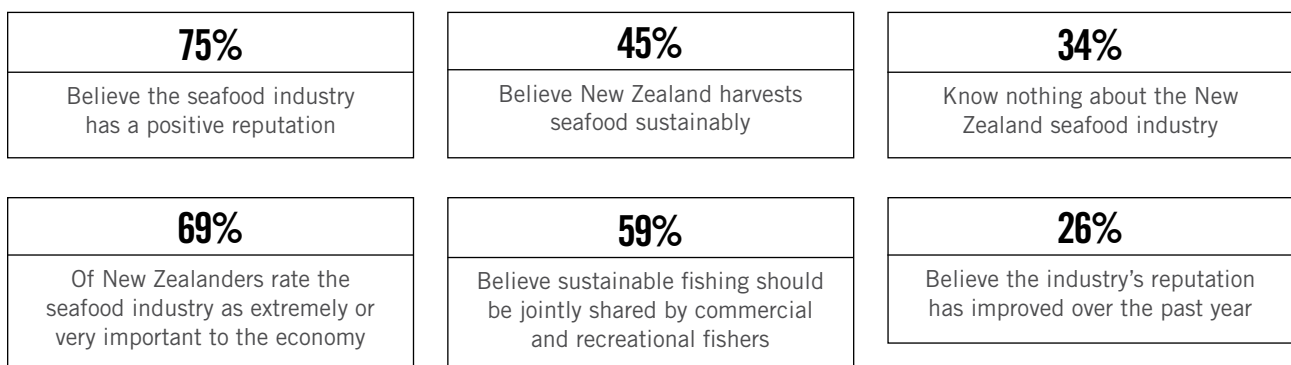 75%
Believe the seafood industry
has a positive reputation
45%
Believe New Zealand harvests
seafood sustainably
34%
Know nothing about the New
Zealand seafood industry
69%
Of New Zealanders rate the
seafood industry as extremely or
very important to the economy
59%
Believe sustainable fishing should
be jointly shared by commercial
and recreational fishers
26%
Believe the industry’s reputation
has improved over the past year